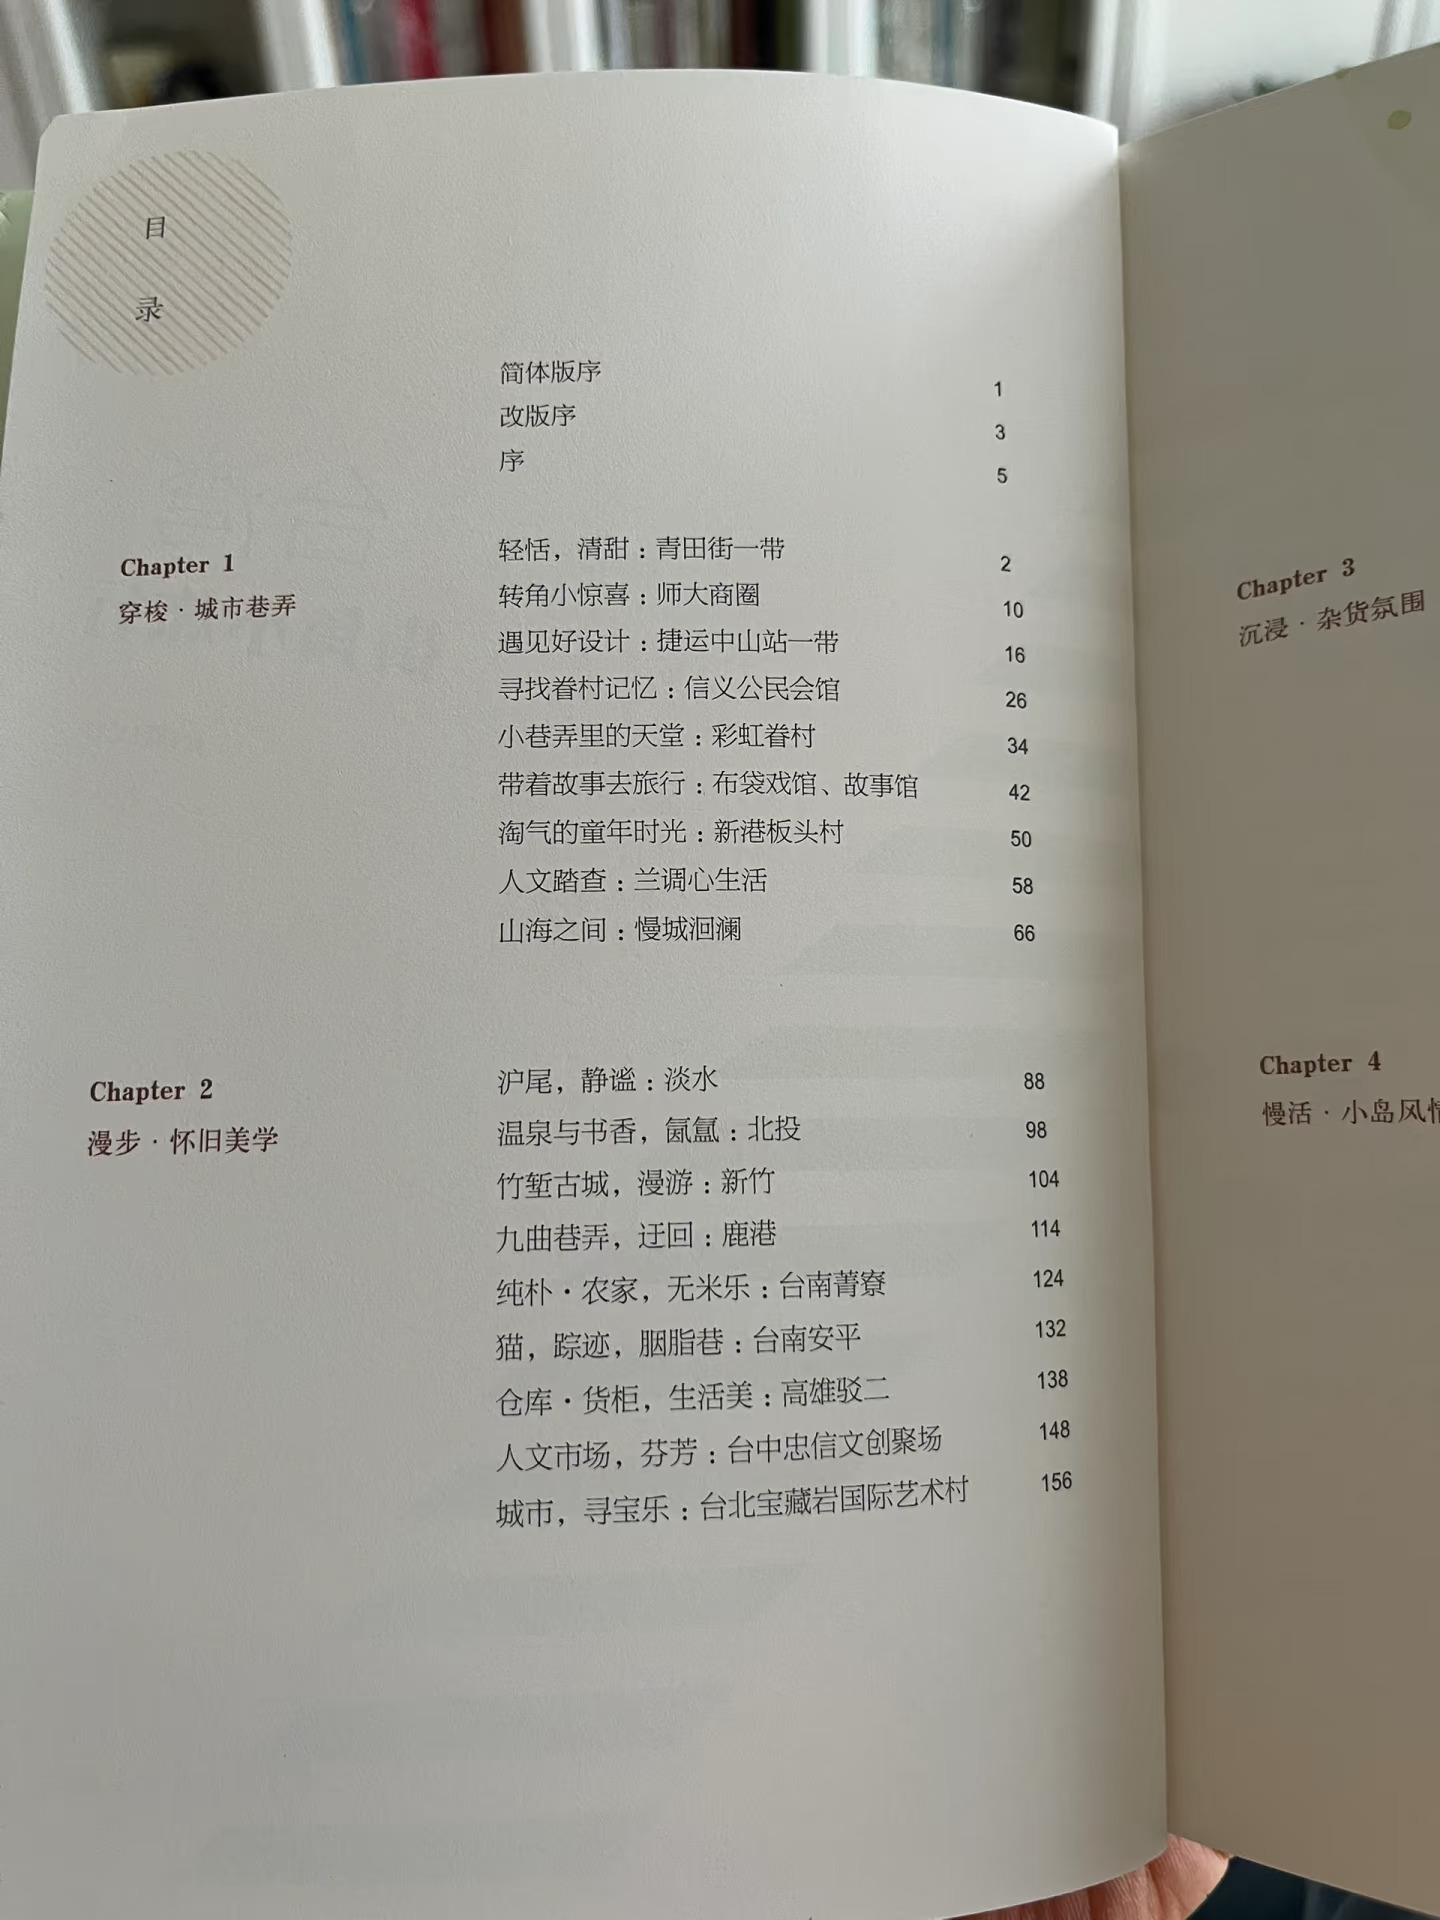 目
录
简体版序 1
改版序 3
序 5
Chapter 1
穿梭·城市巷弄
轻恬，清甜：青田街一带 2
转角小惊喜：师大商圈 10
遇见好设计：捷运中山站一带 16
寻找眷村记忆：信义公民会馆 26
小巷弄里的天堂：彩虹眷村 34
带着故事去旅行：布袋戏馆、故事馆 42
淘气的童年时光：新港板头村 50
人文踏查：兰调心生活 58
山海之间：慢城洄澜 66
Chapter 2
漫步·怀旧美学
沪尾，静谧：淡水 88
温泉与书香，氤氲：北投 98
竹堑古城，漫游：新竹 104
九曲巷弄，迂回：鹿港 114
纯朴·农家，无米乐：台南菁寮 124
猫，踪迹，胭脂巷：台南安平 132
仓库·货柜，生活美：高雄驳二 138
人文市场，芬芳：台中忠信文创聚场 148
城市，寻宝乐：台北宝藏岩国际艺术村 156
Chapter 3
沉浸·杂货氛围
Chapter 4
慢活·小岛风情